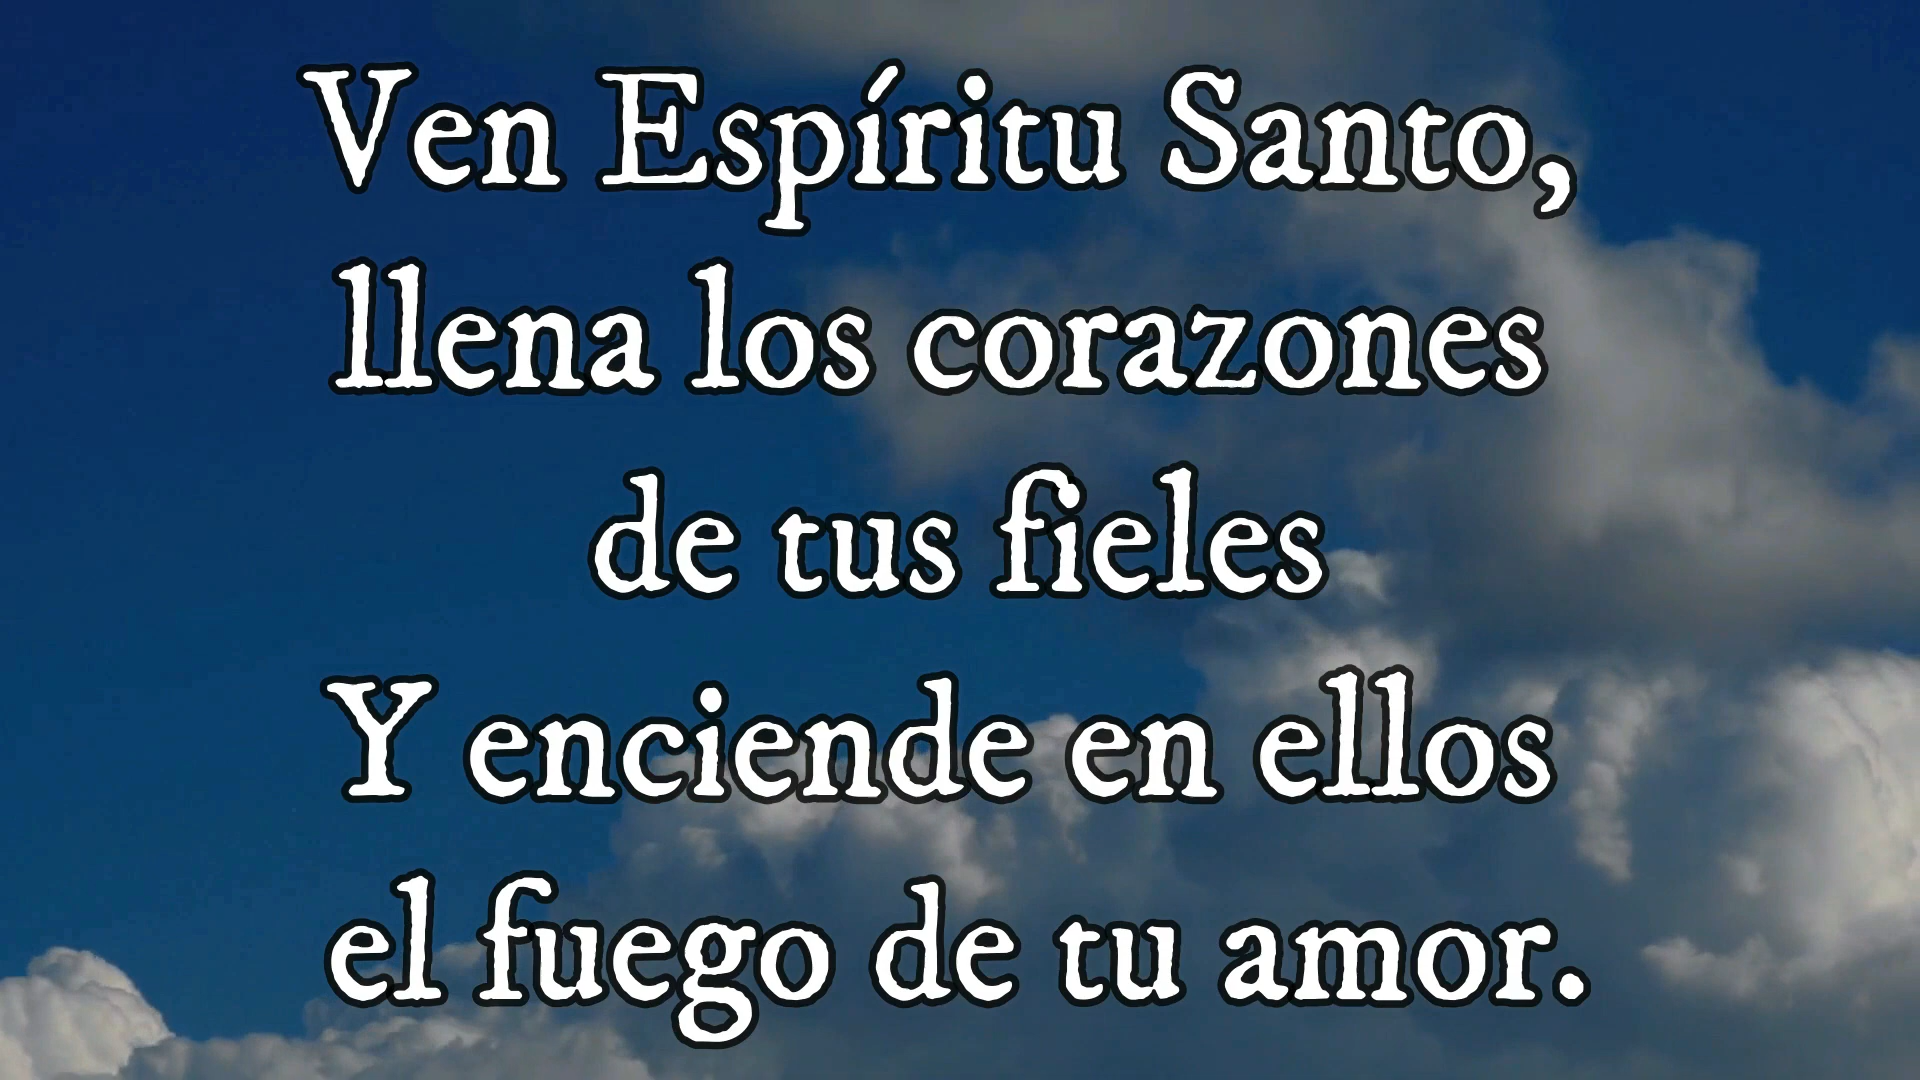 Ven Espíritu Santo,
llena los corazones
de tus fieles
Y enciende en ellos
el fuego de tu amor.